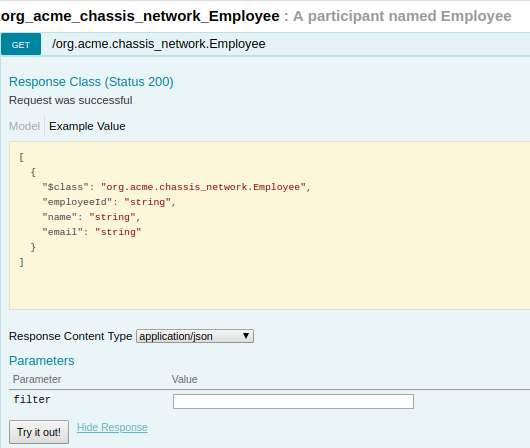 org_acme_chassis_network_Employee : A participant named Employee
GET /org.acme.chassis_network.Employee
Response Class (Status 200)
Request was successful
Model Example Value
[
{
"$class": "org.acme.chassis_network.Employee",
"employeeId": "string",
"name": "string",
"email": "string"
}
]
Response Content Type application/json
Parameters
Parameter Value
filter
Try it out! Hide Response